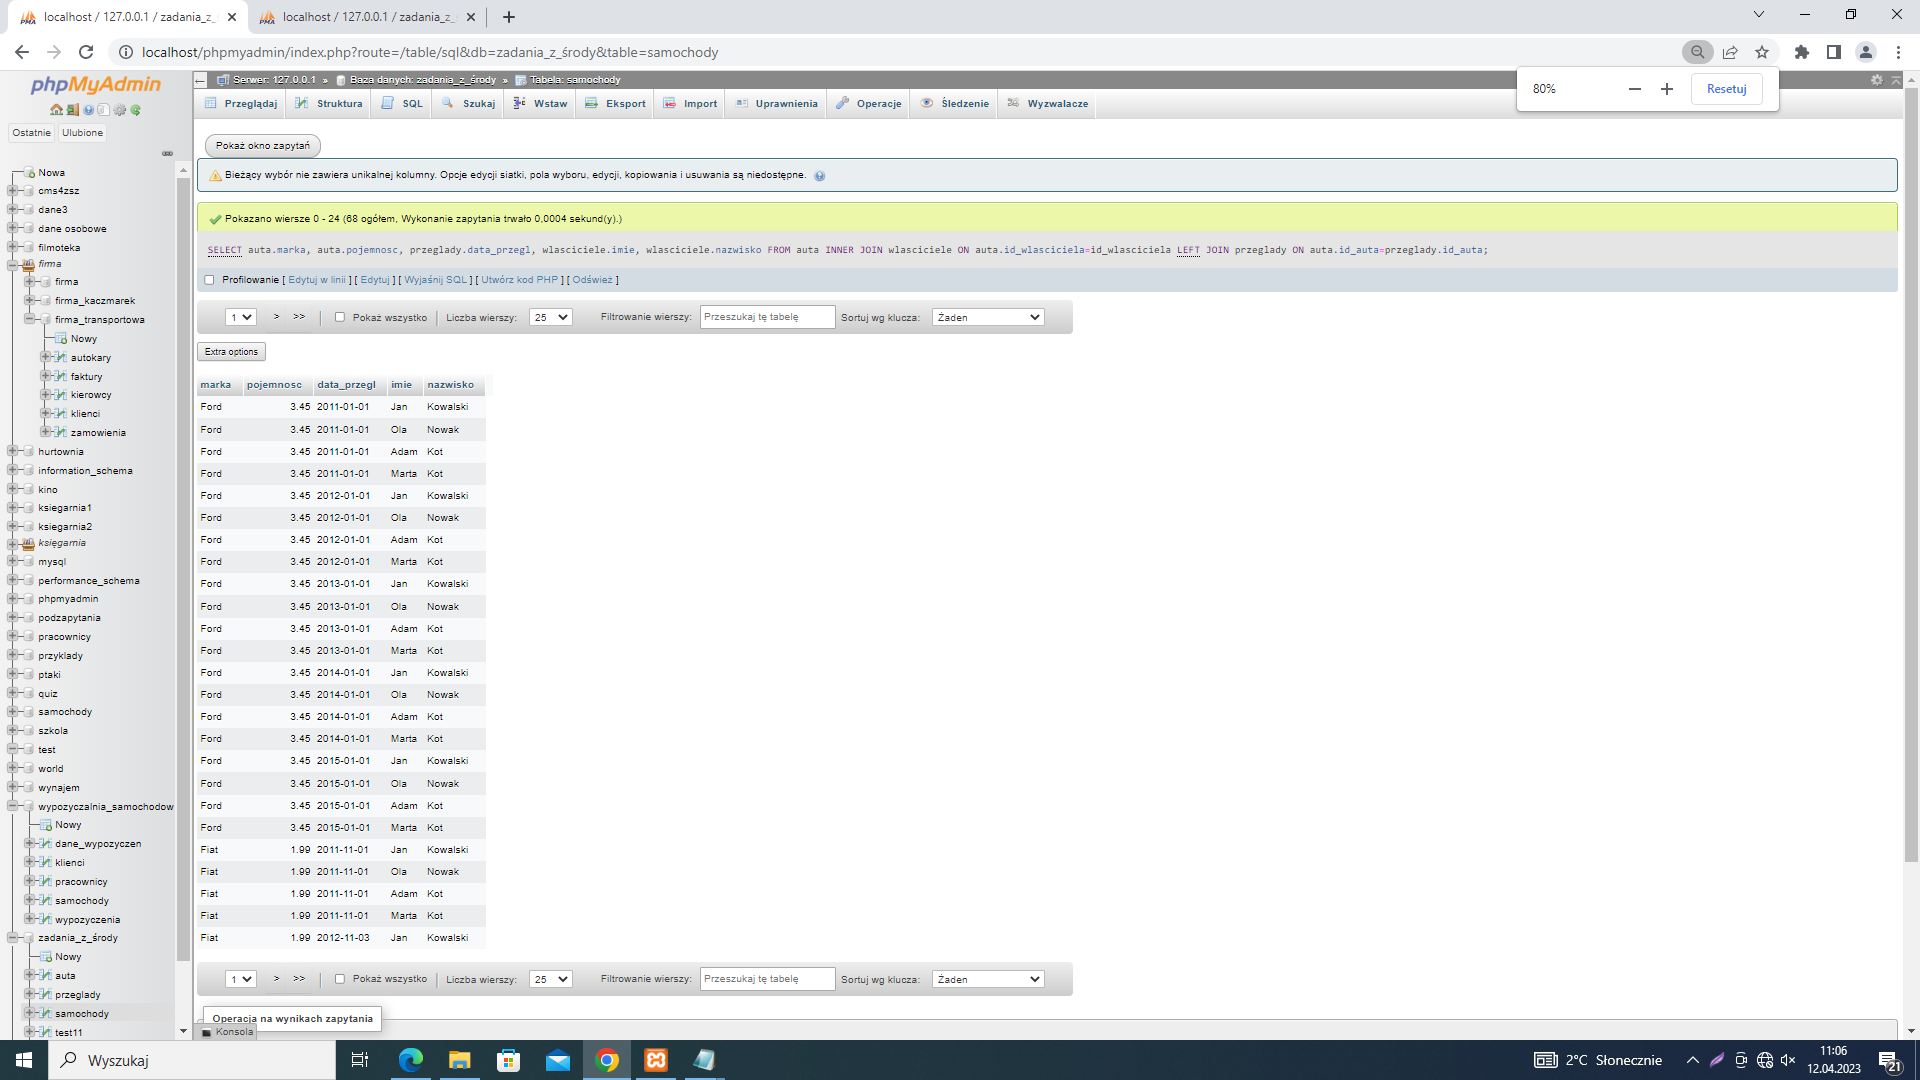 localhost / 127.0.0.1 / zadania_z_ś
localhost / 127.0.0.1 / zadania_z_ś
localhost/phpmyadmin/index.php?route=/table/sql&db=zadania_z_środy&table=samochody
80%
Resetuj
phpMyAdmin
Ostatnie
Ulubione
Nowa
cms4zsz
dane3
dane osobowe
filmoteka
firma
firma
firma_kaczmarek
firma_transportowa
Nowy
autokary
faktury
kierowcy
klienci
zamowienia
hurtownia
information_schema
kino
ksiegarnia1
ksiegarnia2
księgarnia
mysql
performance_schema
phpmyadmin
podzapytania
pracownicy
przyklady
ptaki
quiz
samochody
szkola
test
world
wynajem
wypozyczalnia_samochodow
Nowy
dane_wypozyczen
klienci
pracownicy
samochody
wypozyczenia
zadania_z_środy
Nowy
auta
przeglady
samochody
test11
Serwer: 127.0.0.1 » Baza danych: zadania_z_środy » Tabela: samochody
Przeglądaj Struktura SQL Szukaj Wstaw Eksport Import Uprawnienia Operacje Śledzenie Wyzwalacze
Pokaż okno zapytań
Bieżący wybór nie zawiera unikalnej kolumny. Opcje edycji siatki, pola wyboru, edycji, kopiowania i usuwania są niedostępne.
Pokazano wiersze 0 - 24 (68 ogółem, Wykonanie zapytania trwało 0,0004 sekund(y).)
SELECT auta.marka, auta.pojemnosc, przeglady.data_przegl, wlasciciele.imie, wlasciciele.nazwisko FROM auta INNER JOIN wlasciciele ON auta.id_wlasciciela=id_wlasciciela LEFT JOIN przeglady ON auta.id_auta=przeglady.id_auta;
Profilowanie [ Edytuj w linii ] [ Edytuj ] [ Wyjaśnij SQL ] [ Utwórz kod PHP ] [ Odśwież ]
1 > >> Pokaż wszystko Liczba wierszy: 25 Filtrowanie wierszy: Przeszukaj tę tabelę Sortuj wg klucza: Żaden
Extra options
marka pojemnosc data_przegl imie nazwisko
Ford 3.45 2011-01-01 Jan Kowalski
Ford 3.45 2011-01-01 Ola Nowak
Ford 3.45 2011-01-01 Adam Kot
Ford 3.45 2011-01-01 Marta Kot
Ford 3.45 2012-01-01 Jan Kowalski
Ford 3.45 2012-01-01 Ola Nowak
Ford 3.45 2012-01-01 Adam Kot
Ford 3.45 2012-01-01 Marta Kot
Ford 3.45 2013-01-01 Jan Kowalski
Ford 3.45 2013-01-01 Ola Nowak
Ford 3.45 2013-01-01 Adam Kot
Ford 3.45 2013-01-01 Marta Kot
Ford 3.45 2014-01-01 Jan Kowalski
Ford 3.45 2014-01-01 Ola Nowak
Ford 3.45 2014-01-01 Adam Kot
Ford 3.45 2014-01-01 Marta Kot
Ford 3.45 2015-01-01 Jan Kowalski
Ford 3.45 2015-01-01 Ola Nowak
Ford 3.45 2015-01-01 Adam Kot
Ford 3.45 2015-01-01 Marta Kot
Fiat 1.99 2011-11-01 Jan Kowalski
Fiat 1.99 2011-11-01 Ola Nowak
Fiat 1.99 2011-11-01 Adam Kot
Fiat 1.99 2011-11-01 Marta Kot
Fiat 1.99 2012-11-03 Jan Kowalski
1 > >> Pokaż wszystko Liczba wierszy: 25 Filtrowanie wierszy: Przeszukaj tę tabelę Sortuj wg klucza: Żaden
Operacja na wynikach zapytania
Konsola
Wyszukaj
2°C Słonecznie
11:06
12.04.2023
21